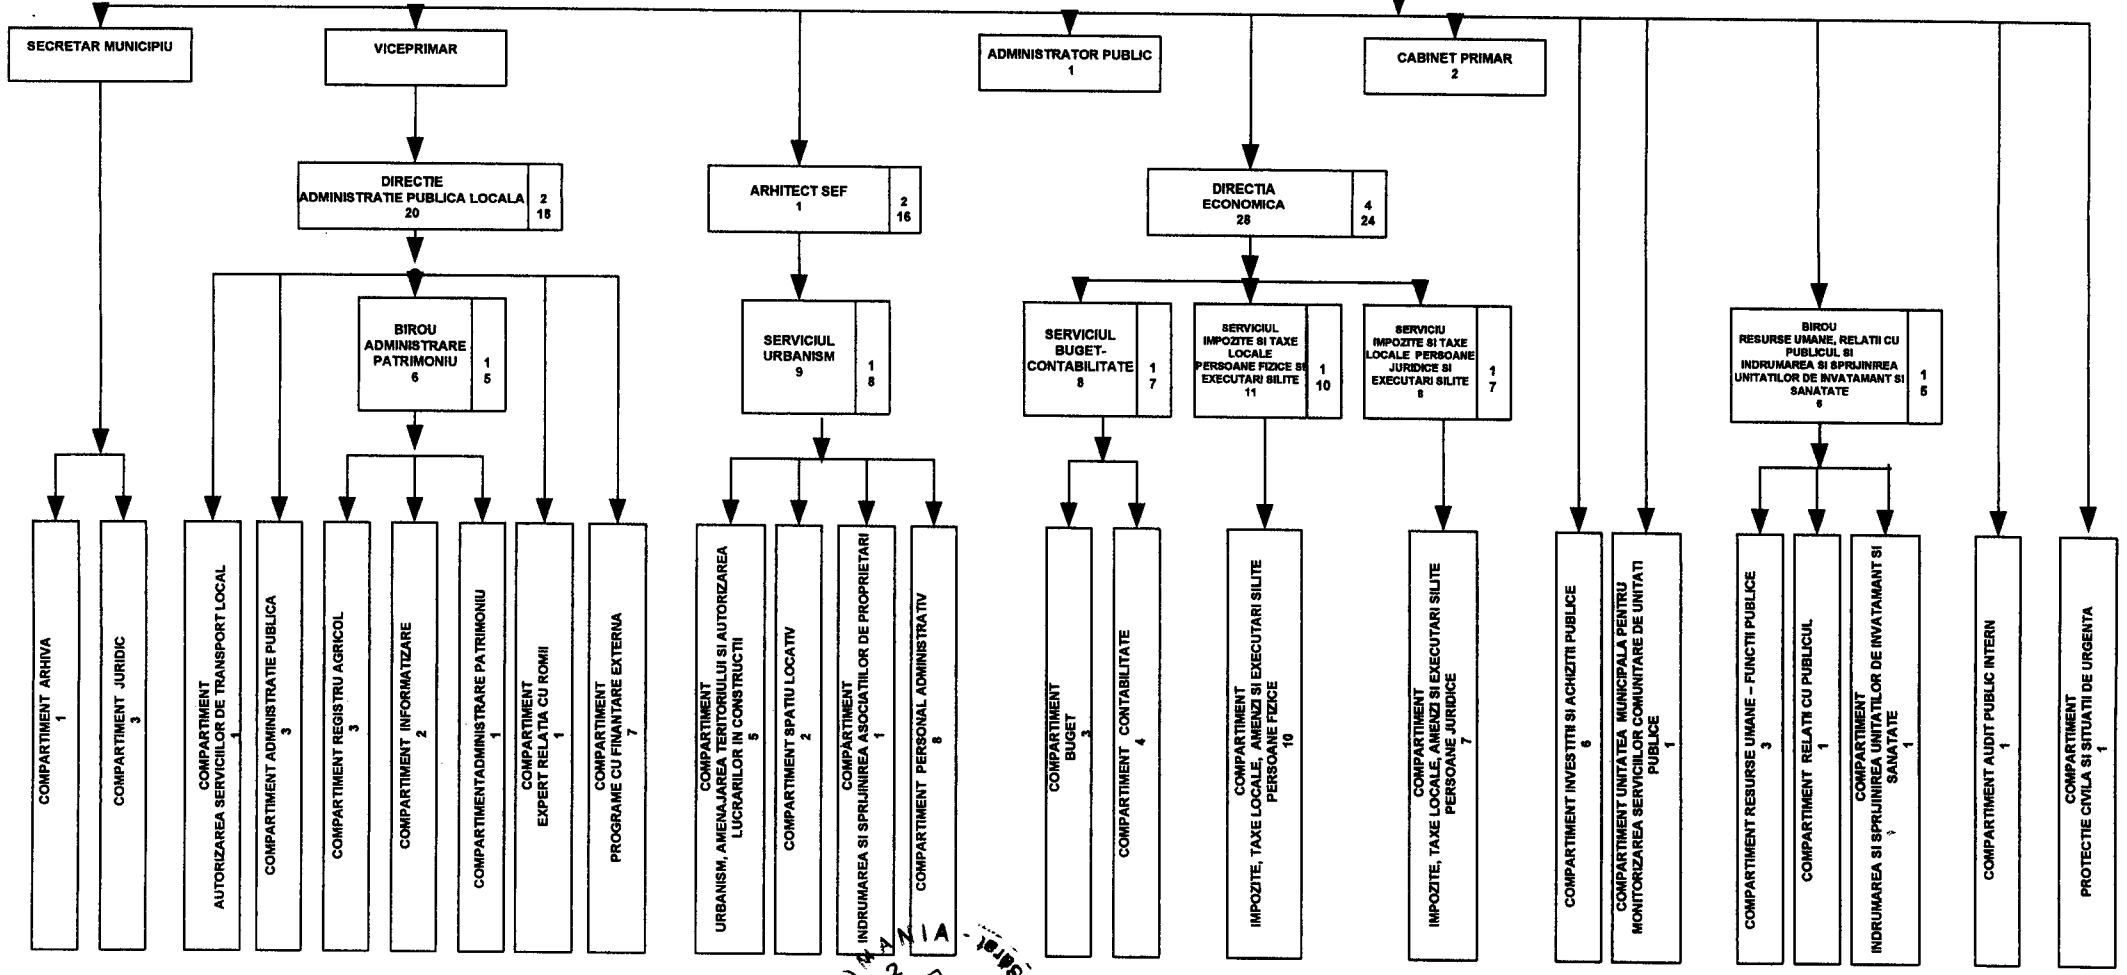 SECRETAR MUNICIPIU
VICEPRIMAR
ADMINISTRATOR PUBLIC
1
CABINET PRIMAR
2
DIRECTIE
ADMINISTRATIE PUBLICA LOCALA
20
2
18
ARHITECT SEF
1
2
16
DIRECTIA
ECONOMICA
28
4
24
BIROU
ADMINISTRARE
PATRIMONIU
6
1
5
SERVICIUL
URBANISM
9
1
8
SERVICIUL
BUGET-
CONTABILITATE
8
1
7
SERVICIUL
IMPOZITE SI TAXE
LOCALE
PERSOANE FIZICE SI
EXECUTARI SILITE
11
1
10
SERVICIU
IMPOZITE SI TAXE
LOCALE PERSOANE
JURIDICE SI
EXECUTARI SILITE
8
1
7
BIROU
RESURSE UMANE, RELATII CU
PUBLICUL SI
INDRUMAREA SI SPRIJINIREA
UNITATILOR DE INVATAMANT SI
SANATATE
6
1
5
COMPARTIMENT ARHIVA
1
COMPARTIMENT JURIDIC
3
COMPARTIMENT
AUTORIZAREA SERVICIILOR DE TRANSPORT LOCAL
1
COMPARTIMENT ADMINISTRATIE PUBLICA
3
COMPARTIMENT REGISTRU AGRICOL
3
COMPARTIMENT INFORMATIZARE
2
COMPARTIMENTADMINISTRARE PATRIMONIU
1
COMPARTIMENT
EXPERT RELATIA CU ROMII
1
COMPARTIMENT
PROGRAME CU FINANTARE EXTERNA
7
COMPARTIMENT
URBANISM, AMENAJAREA TERITORIULUI SI AUTORIZAREA
LUCRARILOR IN CONSTRUCTII
5
COMPARTIMENT SPATIU LOCATIV
2
COMPARTIMENT
INDRUMAREA SI SPRIJINIREA ASOCIATIILOR DE PROPRIETARI
1
COMPARTIMENT PERSONAL ADMINISTRATIV
8
COMPARTIMENT
BUGET
3
COMPARTIMENT CONTABILITATE
4
COMPARTIMENT
IMPOZITE, TAXE LOCALE, AMENZI SI EXECUTARI SILITE
PERSOANE FIZICE
10
COMPARTIMENT
IMPOZITE, TAXE LOCALE, AMENZI SI EXECUTARI SILITE
PERSOANE JURIDICE
7
COMPARTIMENT INVESTITII SI ACHIZITII PUBLICE
6
COMPARTIMENT UNITATEA MUNICIPALA PENTRU
MONITORIZAREA SERVICIILOR COMUNITARE DE UNITATI
PUBLICE
1
COMPARTIMENT RESURSE UMANE – FUNCTII PUBLICE
3
COMPARTIMENT RELATII CU PUBLICUL
1
COMPARTIMENT
INDRUMAREA SI SPRIJINIREA UNITATILOR DE INVATAMANT SI
SANATATE
1
COMPARTIMENT AUDIT PUBLIC INTERN
1
COMPARTIMENT
PROTECTIE CIVILA SI SITUATII DE URGENTA
1